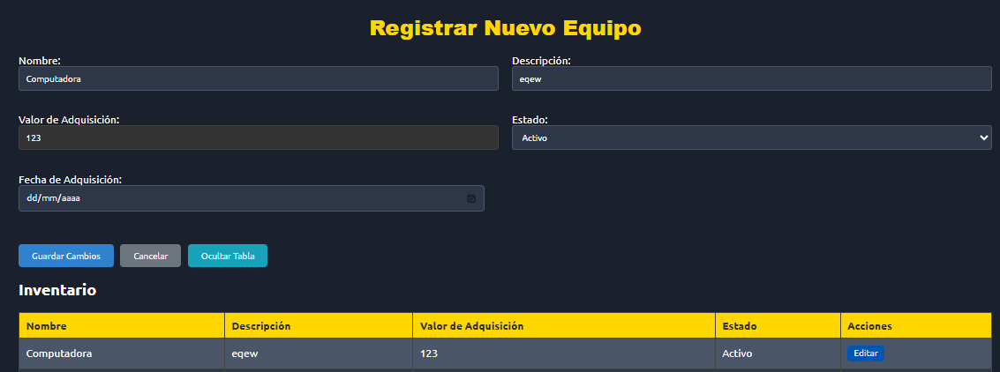 Registrar Nuevo Equipo
Nombre: Descripción:
Computadora eqew
Valor de Adquisición: Estado:
123 Activo
Fecha de Adquisición:
dd/mm/aaaa
Guardar Cambios Cancelar Ocultar Tabla
Inventario
Nombre Descripción Valor de Adquisición Estado Acciones
Computadora eqew 123 Activo Editar